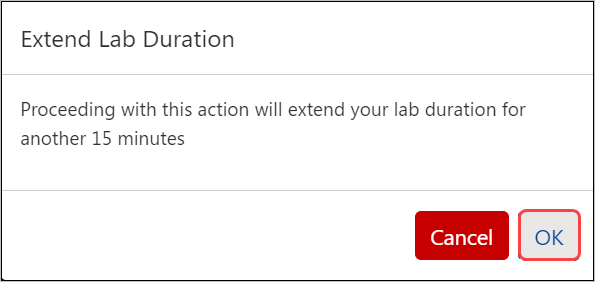 Extend Lab Duration
Proceeding with this action will extend your lab duration for
another 15 minutes
Cancel
OK